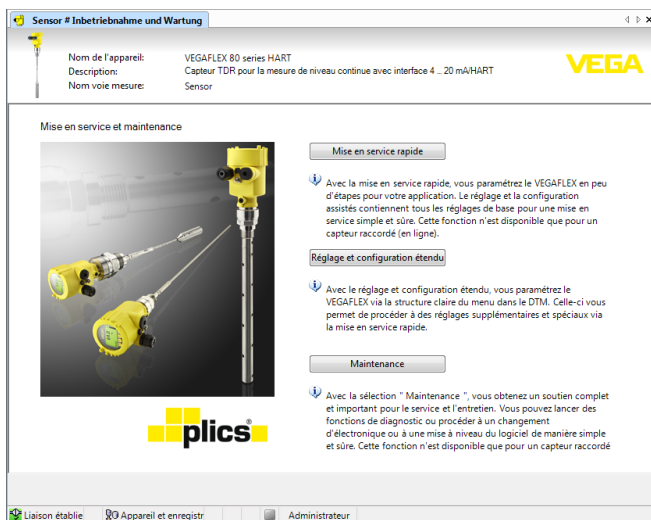 Sensor # Inbetriebnahme und Wartung
Nom de l'appareil: VEGAFLEX 80 series HART
Description: Capteur TDR pour la mesure de niveau continue avec interface 4 .. 20 mA/HART
Nom voie mesure: Sensor
VEGA
Mise en service et maintenance
Mise en service rapide
Avec la mise en service rapide, vous paramétrez le VEGAFLEX en peu
d'étapes pour votre application. Le réglage et la configuration
assistés contiennent tous les réglages de base pour une mise en
service simple et sûre. Cette fonction n'est disponible que pour un
capteur raccordé (en ligne).
Réglage et configuration étendu
Avec le réglage et configuration étendu, vous paramétrez le
VEGAFLEX via la structure claire du menu dans le DTM. Celle-ci vous
permet de procéder à des réglages supplémentaires et spéciaux via
la mise en service rapide.
Maintenance
Avec la sélection " Maintenance ", vous obtenez un soutien complet
et important pour le service et l'entretien. Vous pouvez lancer des
fonctions de diagnostic ou procéder à un changement
d'électronique ou à une mise à niveau du logiciel de manière simple
et sûre. Cette fonction n'est disponible que pour un capteur raccordé
plics®
Liaison établie Appareil et enregistr Administrateur